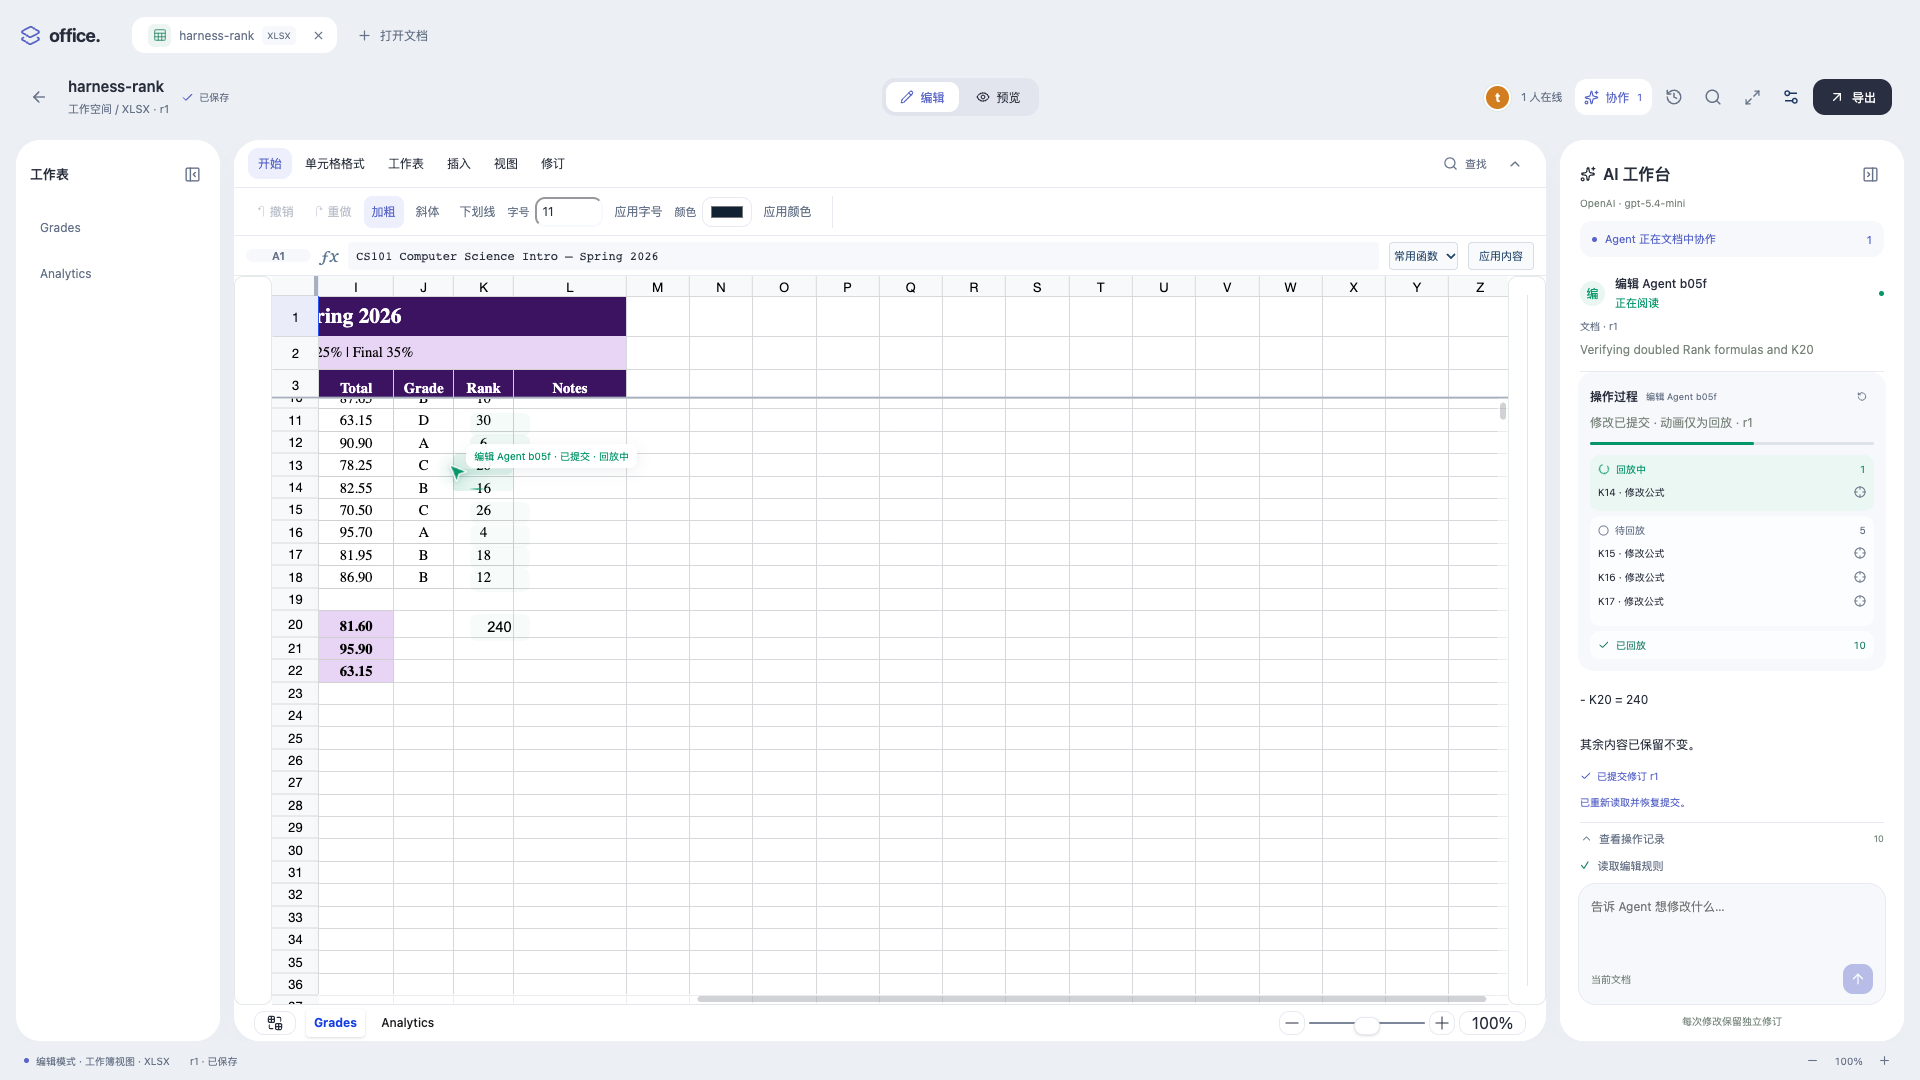 office.
harness-rank XLSX
打开文档
harness-rank
工作空间 / XLSX · r1
已保存
编辑
预览
t
1 人在线
协作 1
导出
工作表
Grades
Analytics
开始 单元格格式 工作表 插入 视图 修订
查找
撤销 重做 加粗 斜体 下划线 字号 11 应用字号 颜色 应用颜色
A1 fx CS101 Computer Science Intro — Spring 2026
常用函数 应用内容
I J K L M N O P Q R S T U V W X Y Z
1 ring 2026
2 25% | Final 35%
3 Total Grade Rank Notes
11 63.15 D 30
12 90.90 A 6
编辑 Agent b05f · 已提交 · 回放中
13 78.25 C
14 82.55 B 16
15 70.50 C 26
16 95.70 A 4
17 81.95 B 18
18 86.90 B 12
19
20 81.60 240
21 95.90
22 63.15
23
24
25
26
27
28
29
30
31
32
33
34
35
36
Grades Analytics
100%
编辑模式 · 工作簿视图 · XLSX r1 · 已保存
AI 工作台
OpenAI · gpt-5.4-mini
Agent 正在文档中协作 1
编 编辑 Agent b05f
正在阅读
文档 · r1
Verifying doubled Rank formulas and K20
操作过程 编辑 Agent b05f
修改已提交 · 动画仅为回放 · r1
回放中 1
K14 · 修改公式
待回放 5
K15 · 修改公式
K16 · 修改公式
K17 · 修改公式
已回放 10
- K20 = 240
其余内容已保留不变。
已提交修订 r1
已重新读取并恢复提交。
查看操作记录 10
读取编辑规则
告诉 Agent 想修改什么...
当前文档
每次修改保留独立修订
100%